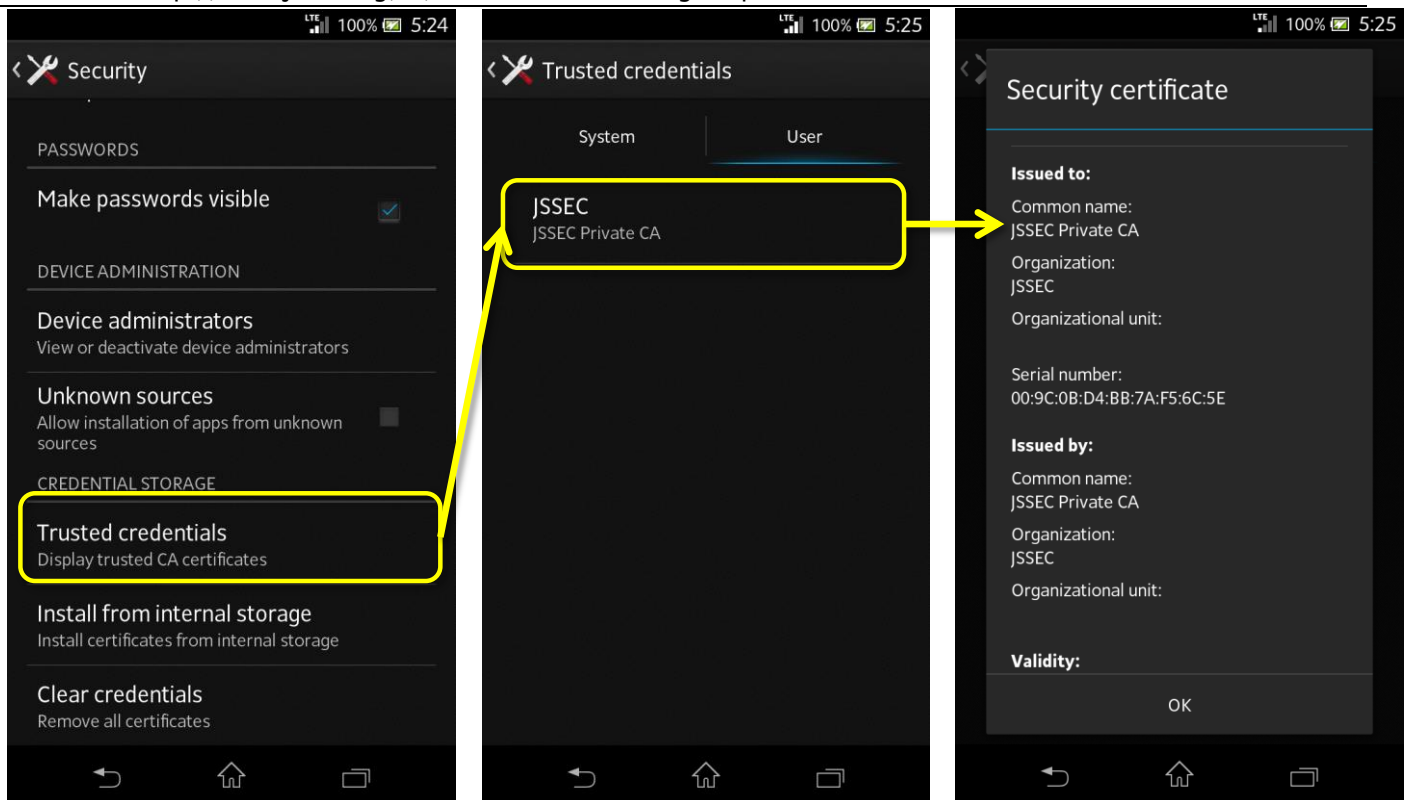 LTE 100% 5:24
Security
PASSWORDS
Make passwords visible
DEVICE ADMINISTRATION
Device administrators
View or deactivate device administrators
Unknown sources
Allow installation of apps from unknown
sources
CREDENTIAL STORAGE
Trusted credentials
Display trusted CA certificates
Install from internal storage
Install certificates from internal storage
Clear credentials
Remove all certificates
LTE 100% 5:25
Trusted credentials
System User
JSSEC
JSSEC Private CA
LTE 100% 5:25
Security certificate
Issued to:
Common name:
JSSEC Private CA
Organization:
JSSEC
Organizational unit:
Serial number:
00:9C:0B:D4:BB:7A:F5:6C:5E
Issued by:
Common name:
JSSEC Private CA
Organization:
JSSEC
Organizational unit:
Validity:
OK